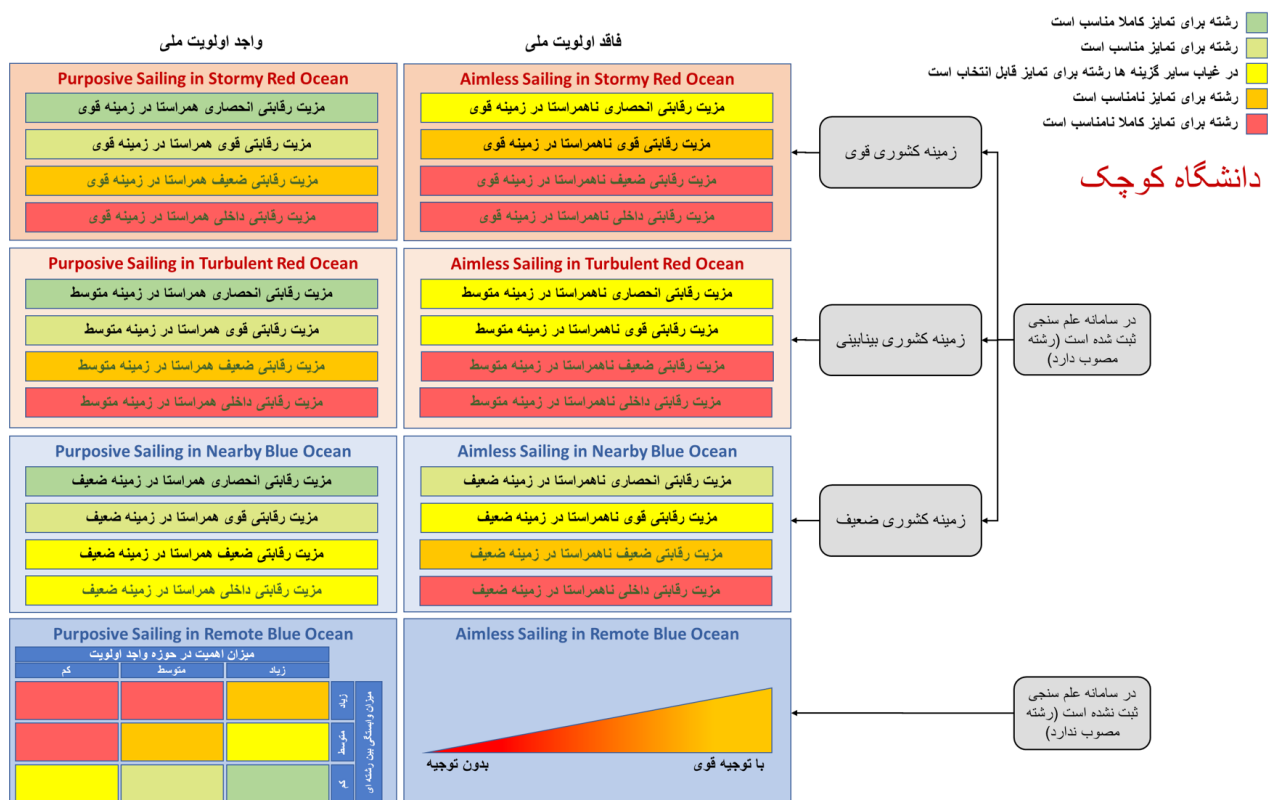 رشته برای تمایز کاملا مناسب است
رشته برای تمایز مناسب است
در غیاب سایر گزینه ها رشته برای تمایز قابل انتخاب است
رشته برای تمایز نامناسب است
رشته برای تمایز کاملا نامناسب است
دانشگاه کوچک
در سامانه علم سنجی
ثبت شده است (رشته
مصوب دارد)
زمینه کشوری قوی
زمینه کشوری بینابینی
زمینه کشوری ضعیف
در سامانه علم سنجی
ثبت نشده است (رشته
مصوب ندارد)
فاقد اولویت ملی
Aimless Sailing in Stormy Red Ocean
مزیت رقابتی انحصاری ناهمراستا در زمینه قوی
مزیت رقابتی قوی ناهمراستا در زمینه قوی
مزیت رقابتی ضعیف ناهمراستا در زمینه قوی
مزیت رقابتی داخلی ناهمراستا در زمینه قوی
Aimless Sailing in Turbulent Red Ocean
مزیت رقابتی انحصاری ناهمراستا در زمینه متوسط
مزیت رقابتی قوی ناهمراستا در زمینه متوسط
مزیت رقابتی ضعیف ناهمراستا در زمینه متوسط
مزیت رقابتی داخلی ناهمراستا در زمینه متوسط
Aimless Sailing in Nearby Blue Ocean
مزیت رقابتی انحصاری ناهمراستا در زمینه ضعیف
مزیت رقابتی قوی ناهمراستا در زمینه ضعیف
مزیت رقابتی ضعیف ناهمراستا در زمینه ضعیف
مزیت رقابتی داخلی ناهمراستا در زمینه ضعیف
Aimless Sailing in Remote Blue Ocean
با توجیه قوی
بدون توجیه
واجد اولویت ملی
Purposive Sailing in Stormy Red Ocean
مزیت رقابتی انحصاری همراستا در زمینه قوی
مزیت رقابتی قوی همراستا در زمینه قوی
مزیت رقابتی ضعیف همراستا در زمینه قوی
مزیت رقابتی داخلی همراستا در زمینه قوی
Purposive Sailing in Turbulent Red Ocean
مزیت رقابتی انحصاری همراستا در زمینه متوسط
مزیت رقابتی قوی همراستا در زمینه متوسط
مزیت رقابتی ضعیف همراستا در زمینه متوسط
مزیت رقابتی داخلی همراستا در زمینه متوسط
Purposive Sailing in Nearby Blue Ocean
مزیت رقابتی انحصاری همراستا در زمینه ضعیف
مزیت رقابتی قوی همراستا در زمینه ضعیف
مزیت رقابتی ضعیف همراستا در زمینه ضعیف
مزیت رقابتی داخلی همراستا در زمینه ضعیف
Purposive Sailing in Remote Blue Ocean
میزان اهمیت در حوزه واجد اولویت
زیاد
متوسط
کم
میزان وابستگی بین رشته ای
زیاد
متوسط
کم